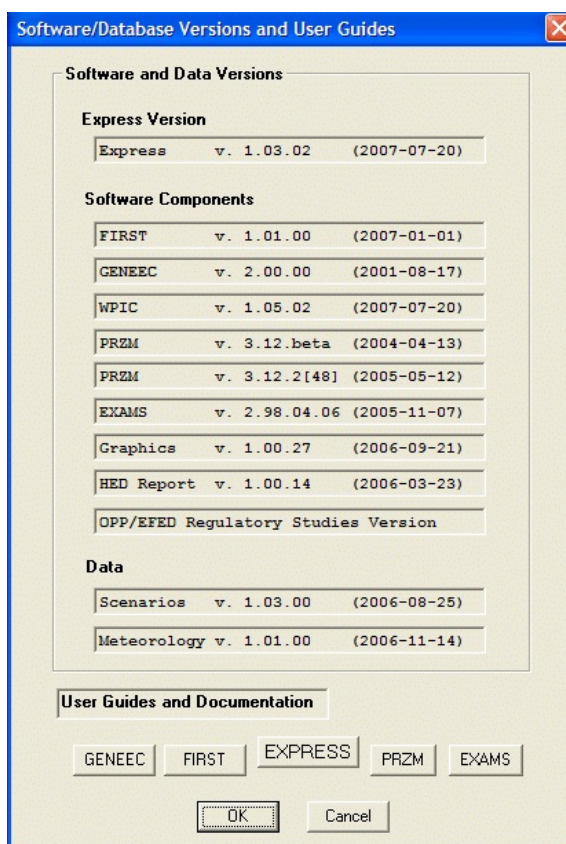 Software/Database Versions and User Guides
Software and Data Versions
Express Version
Express v. 1.03.02 (2007-07-20)
Software Components
FIRST v. 1.01.00 (2007-01-01)
GENEEC v. 2.00.00 (2001-08-17)
WPIC v. 1.05.02 (2007-07-20)
PRZM v. 3.12.beta (2004-04-13)
PRZM v. 3.12.2[48] (2005-05-12)
EXAMS v. 2.98.04.06 (2005-11-07)
Graphics v. 1.00.27 (2006-09-21)
HED Report v. 1.00.14 (2006-03-23)
OPP/EFED Regulatory Studies Version
Data
Scenarios v. 1.03.00 (2006-08-25)
Meteorology v. 1.01.00 (2006-11-14)
User Guides and Documentation
GENEEC FIRST EXPRESS PRZM EXAMS
OK Cancel